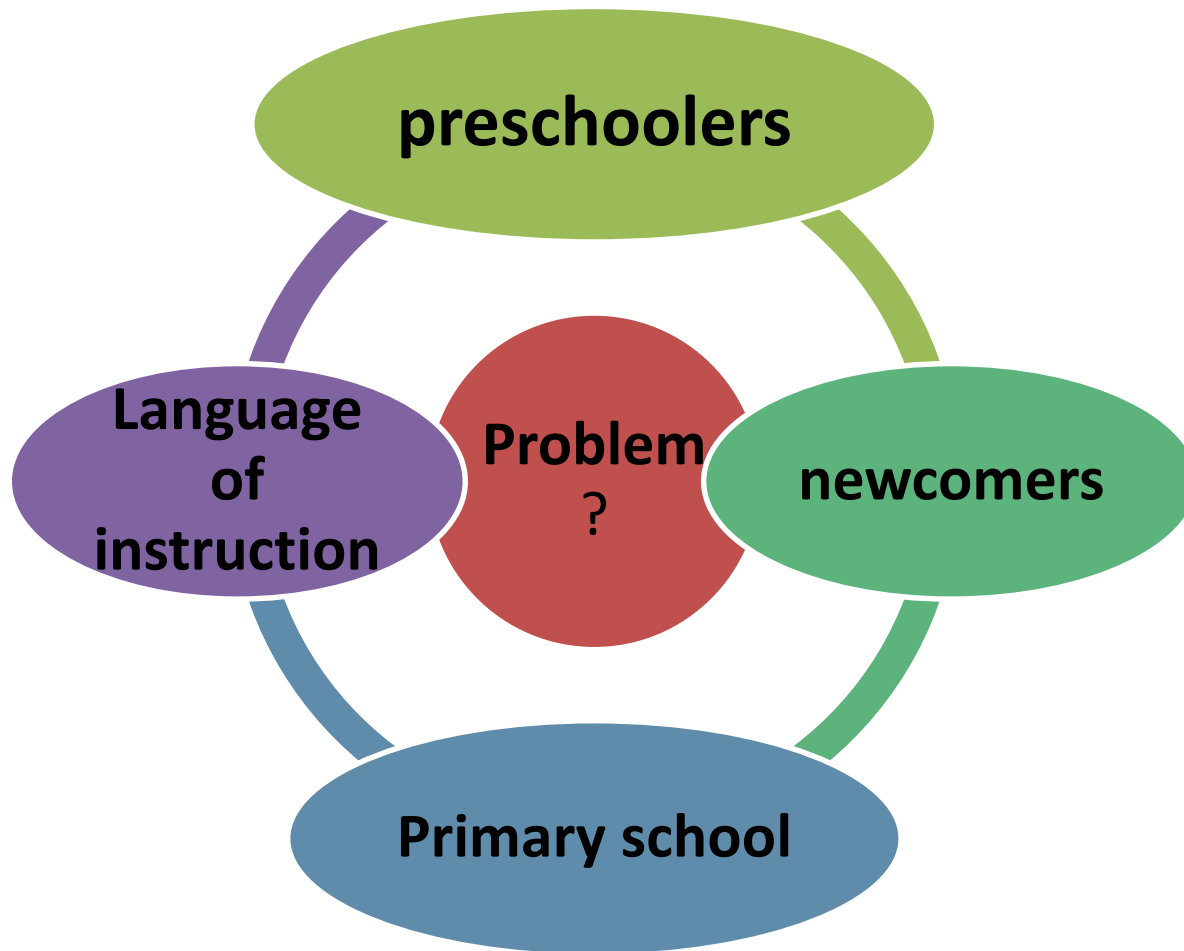 preschoolers
Language
of
instruction
Problem
?
newcomers
Primary school